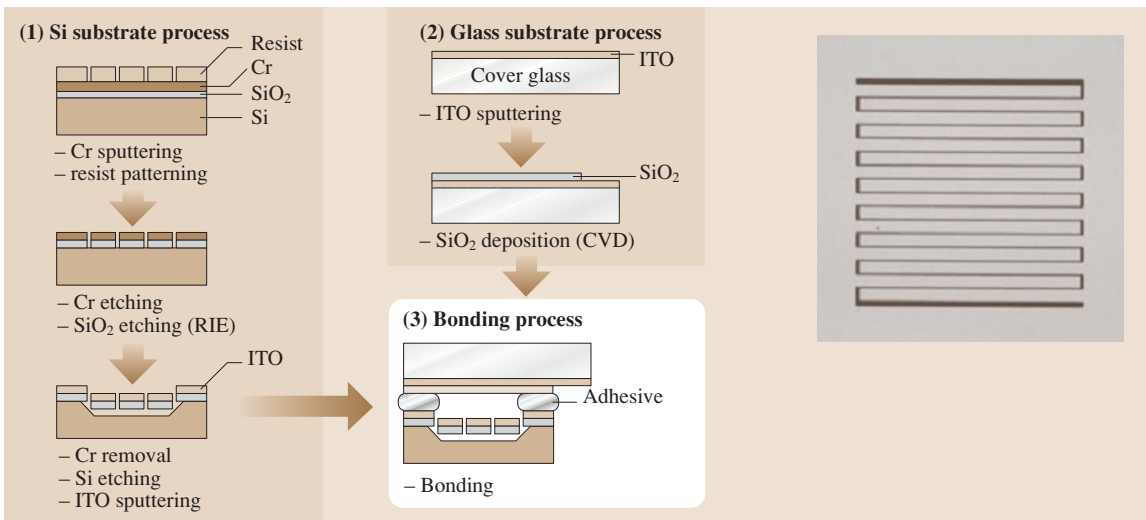 (1) Si substrate process
Resist
Cr
SiO₂
Si
– Cr sputtering
– resist patterning
– Cr etching
– SiO₂ etching (RIE)
ITO
– Cr removal
– Si etching
– ITO sputtering
(2) Glass substrate process
ITO
Cover glass
– ITO sputtering
SiO₂
– SiO₂ deposition (CVD)
(3) Bonding process
Adhesive
– Bonding